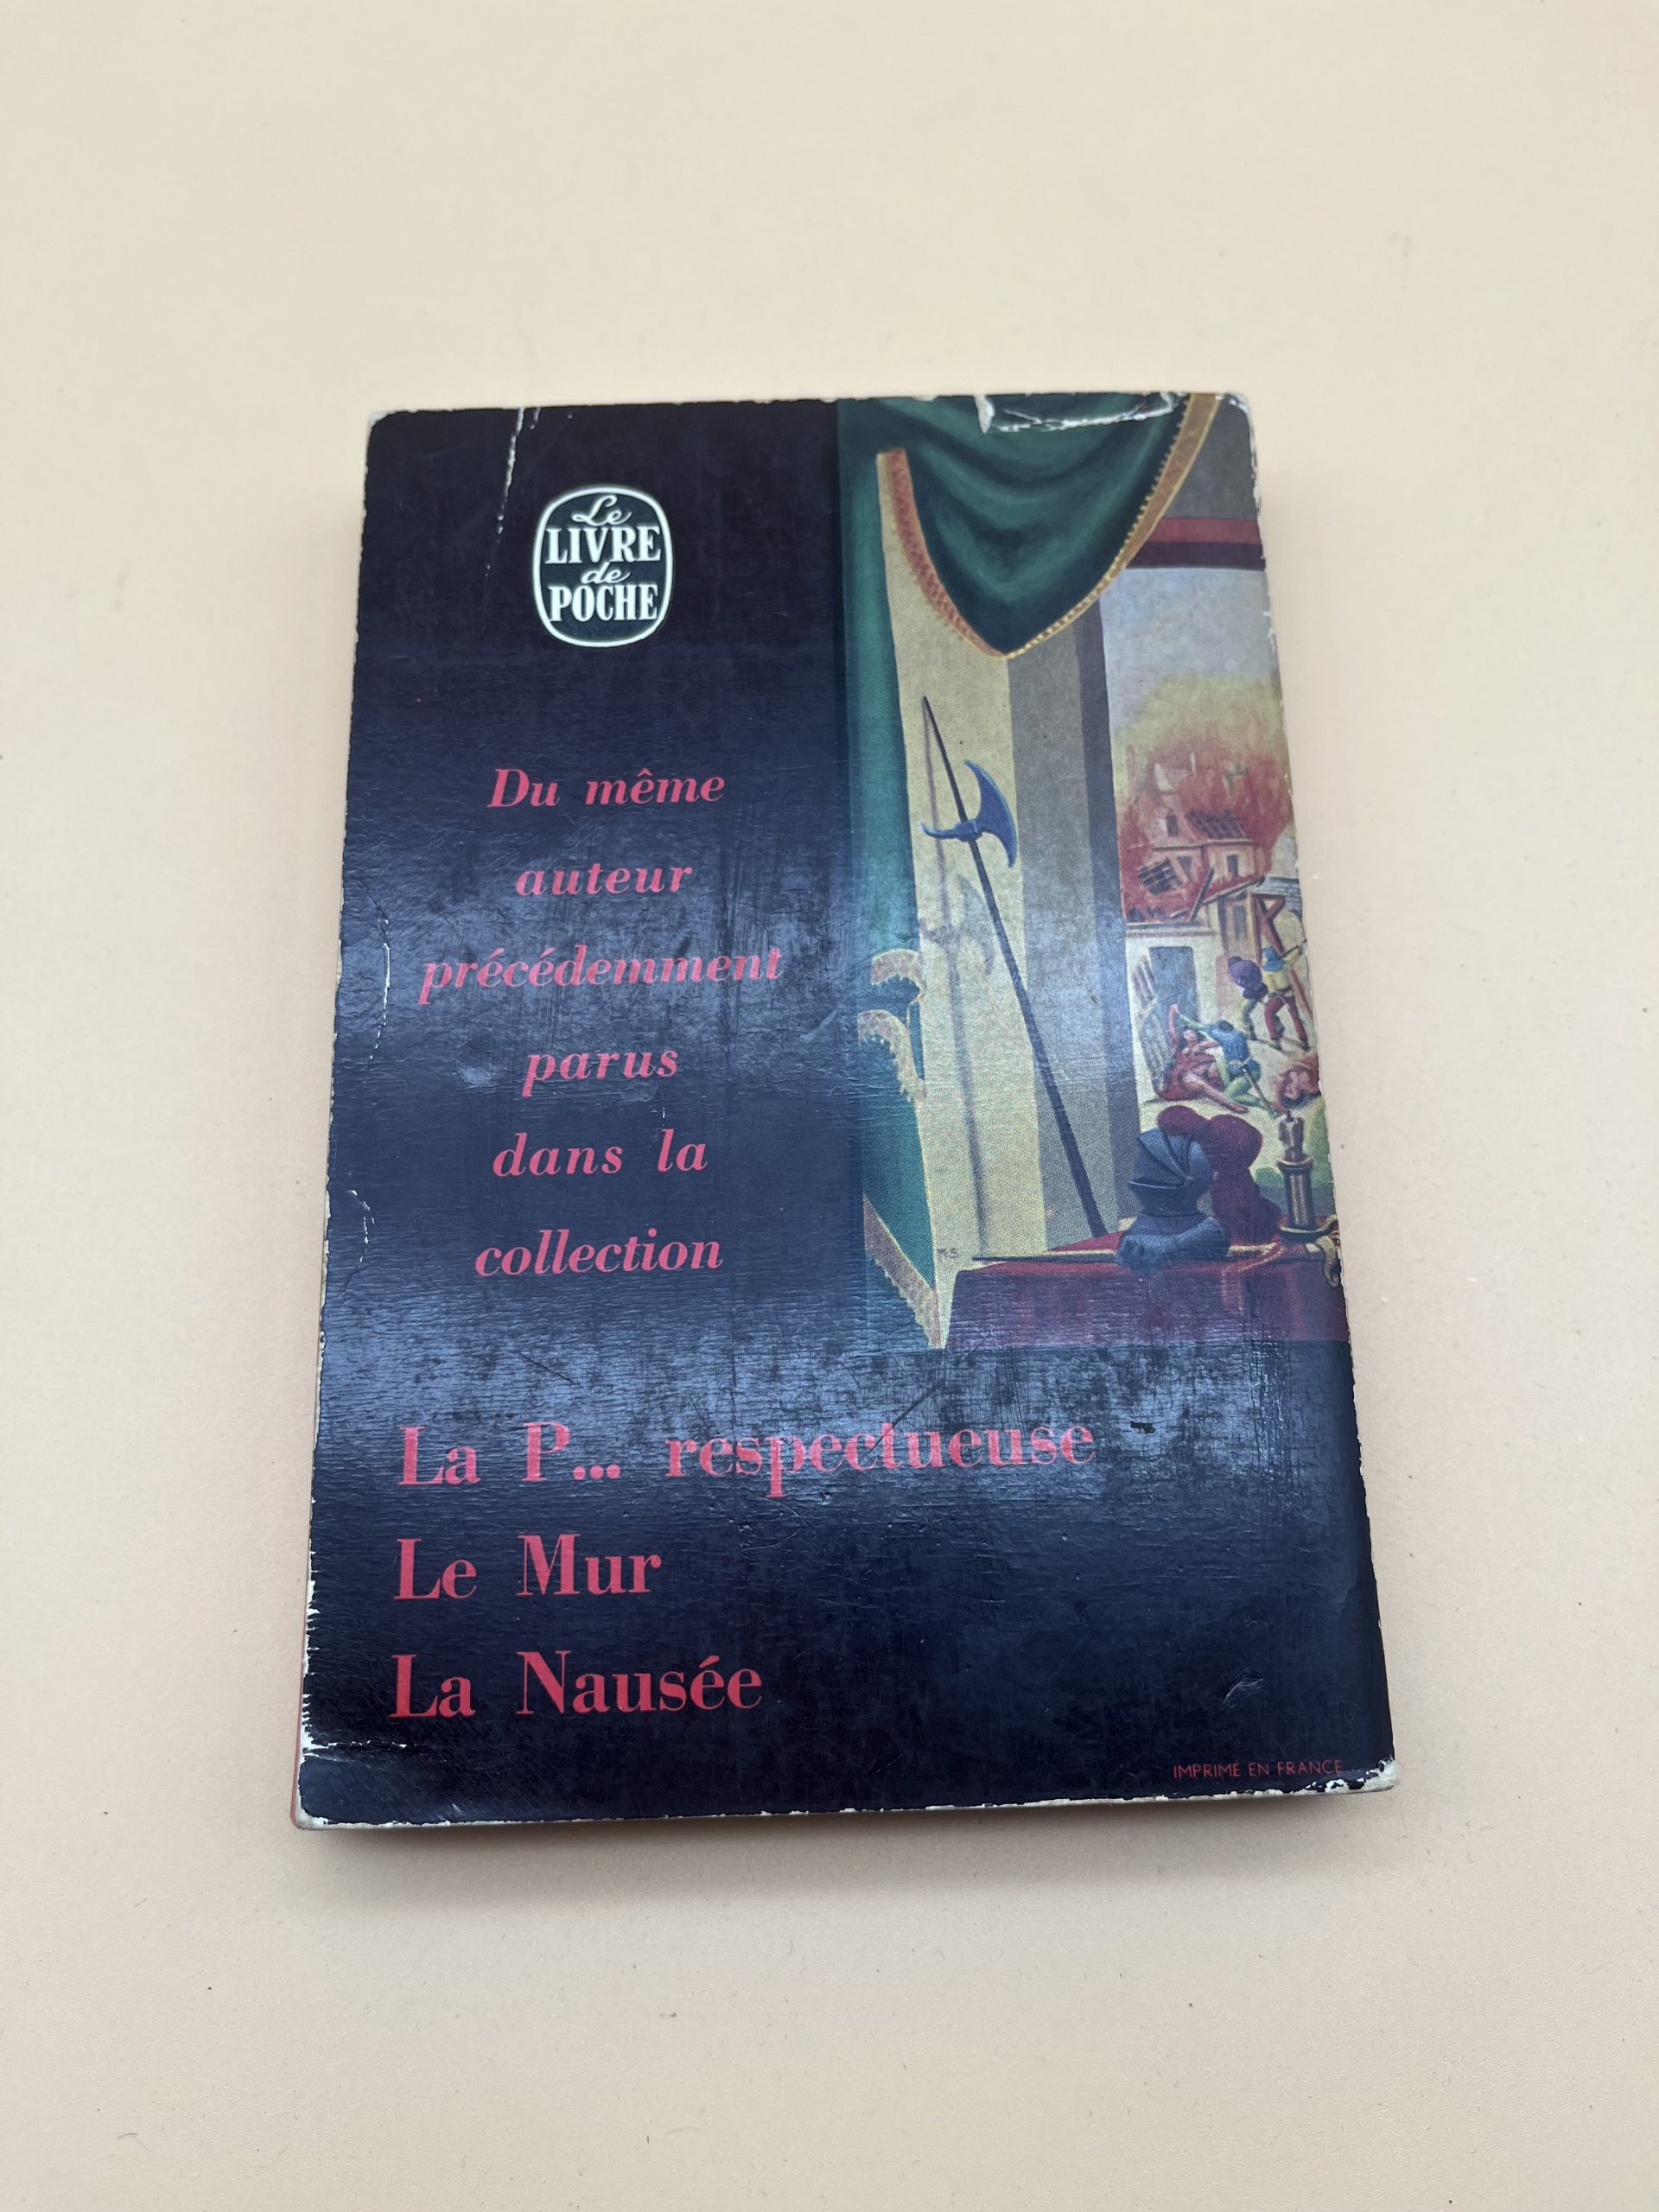 Le
LIVRE
de
POCHE
Du même
auteur
précédemment
parus
dans la
collection
M.S.
La P... respectueuse
Le Mur
La Nausée
IMPRIMÉ EN FRANCE